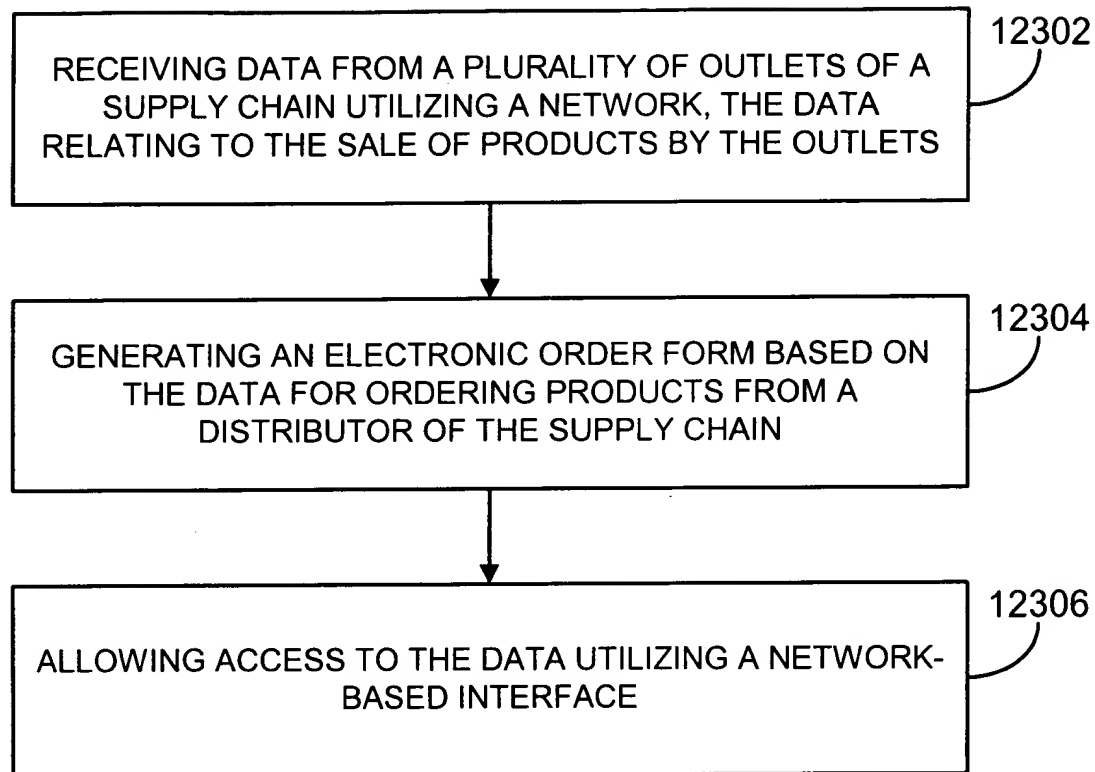 12302
RECEIVING DATA FROM A PLURALITY OF OUTLETS OF A
SUPPLY CHAIN UTILIZING A NETWORK, THE DATA
RELATING TO THE SALE OF PRODUCTS BY THE OUTLETS
12304
GENERATING AN ELECTRONIC ORDER FORM BASED ON
THE DATA FOR ORDERING PRODUCTS FROM A
DISTRIBUTOR OF THE SUPPLY CHAIN
12306
ALLOWING ACCESS TO THE DATA UTILIZING A NETWORK-
BASED INTERFACE